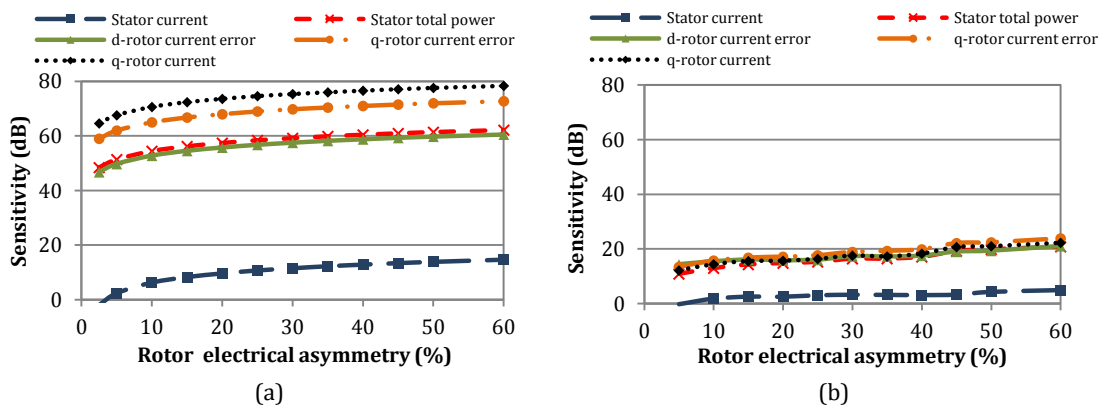 Stator current
Stator total power
d-rotor current error
q-rotor current error
q-rotor current
80
60
40
20
0
Sensitivity (dB)
0 10 20 30 40 50 60
Rotor electrical asymmetry (%)
(a)
Stator current
Stator total power
d-rotor current error
q-rotor current error
q-rotor current
80
60
40
20
0
Sensitivity (dB)
0 10 20 30 40 50 60
Rotor electrical asymmetry (%)
(b)